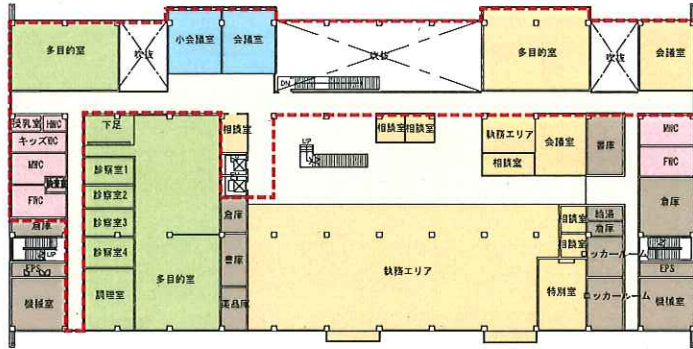 多目的室
吹抜
小会議室
会議室
吹抜
多目的室
吹抜
会議室
DN
授乳室
HWC
キッズWC
MWC
FWC
倉庫
UP
EPS
機械室
下足
診察室1
診察室2
診察室3
診察室4
調理室
多目的室
相談室
倉庫
書庫
薬品庫
UP
相談室
相談室
執務エリア
相談室
会議室
書庫
執務エリア
相談室
相談室
特別室
給湯
倉庫
ッカールーム
ッカールーム
MWC
FWC
倉庫
EPS
機械室